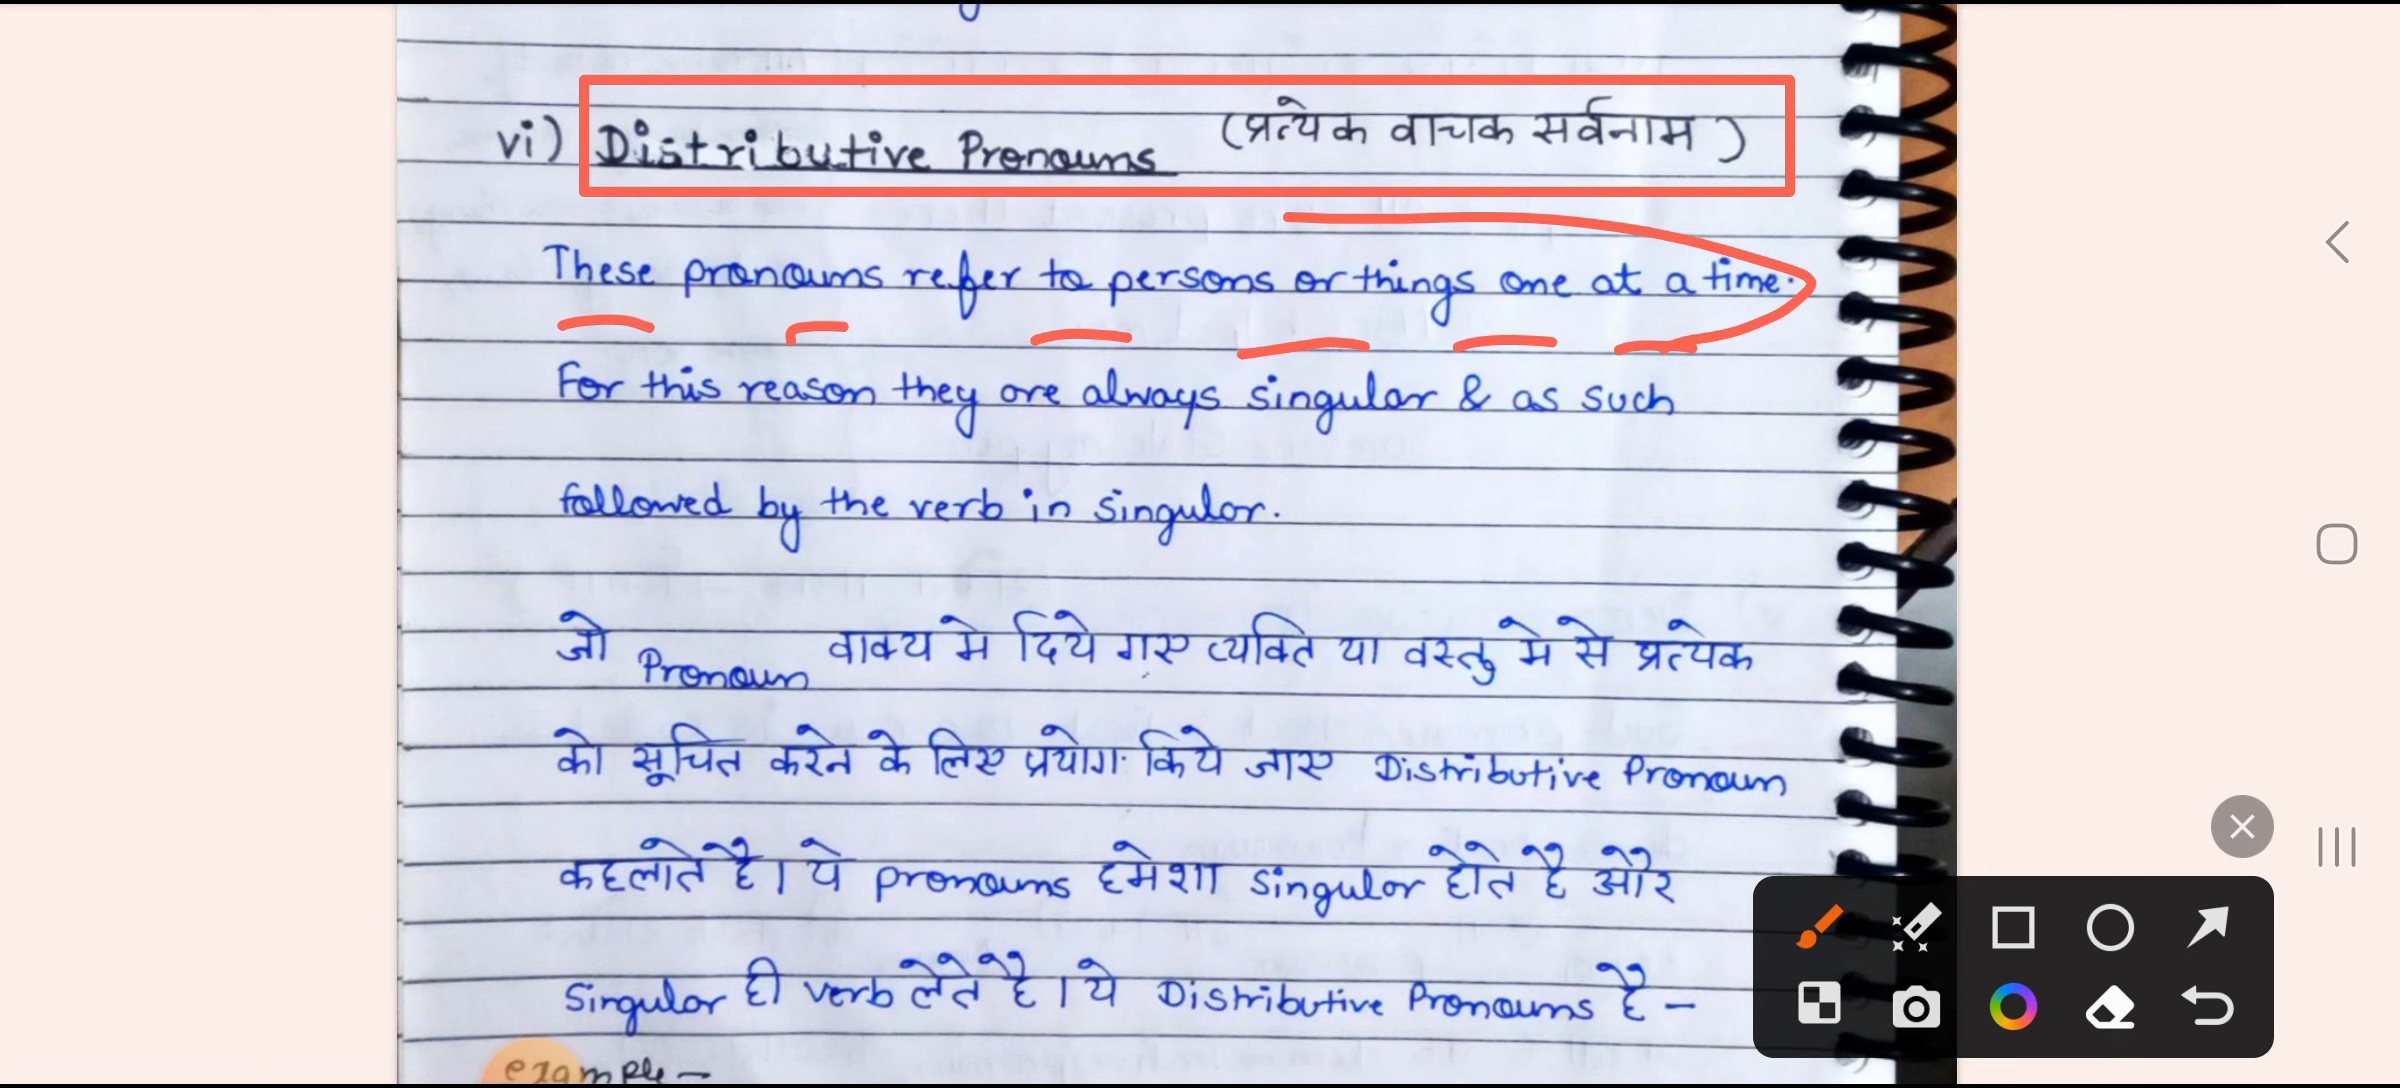 vi) Distributive Pronouns (प्रत्येक वाचक सर्वनाम)
These pronouns refer to persons or things one at a time.
For this reason they are always singular & as such
followed by the verb in singular.
जो Pronoun वाक्य मे दिये गए व्यक्ति या वस्तु मे से प्रत्येक
को सूचित करने के लिए प्रयोग किये जाए Distributive Pronoun
कहलाते है। ये pronouns हमेशा singular होते है और
singular ही verb लेते है। ये Distributive Pronouns है -
example -